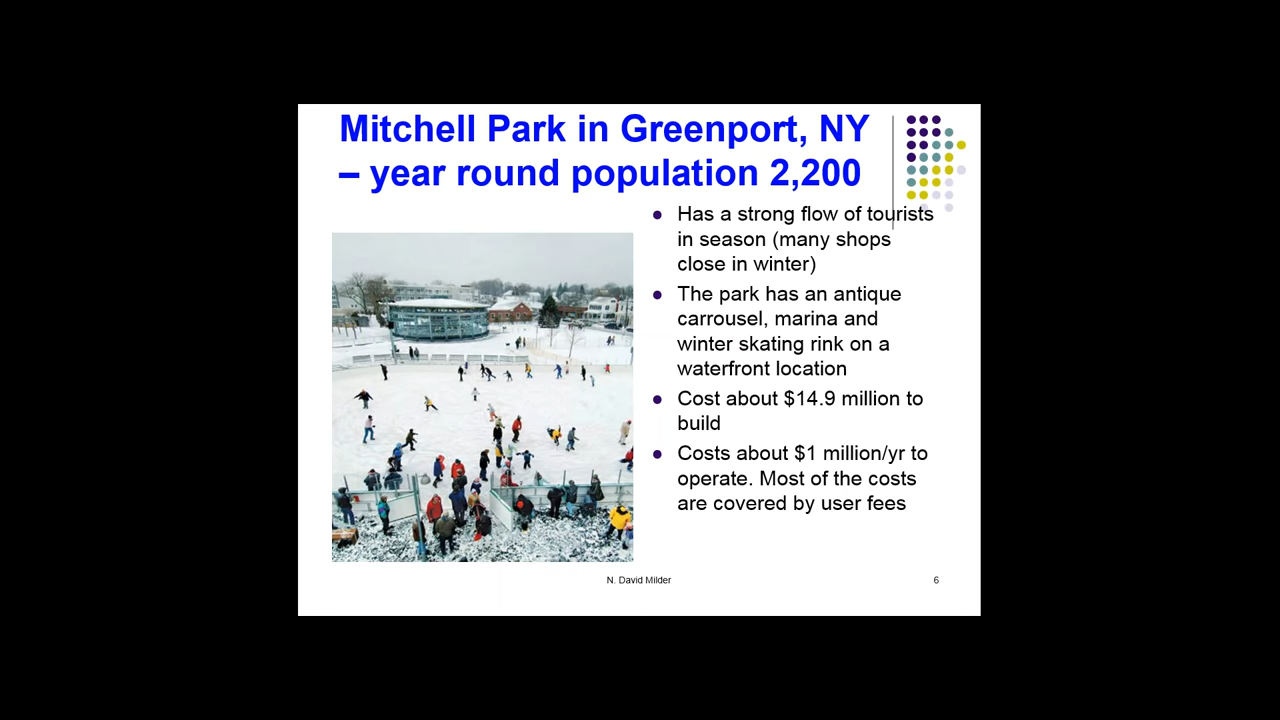 Mitchell Park in Greenport, NY
– year round population 2,200
● Has a strong flow of tourists
in season (many shops
close in winter)
● The park has an antique
carrousel, marina and
winter skating rink on a
waterfront location
● Cost about $14.9 million to
build
● Costs about $1 million/yr to
operate. Most of the costs
are covered by user fees
N. David Milder
6